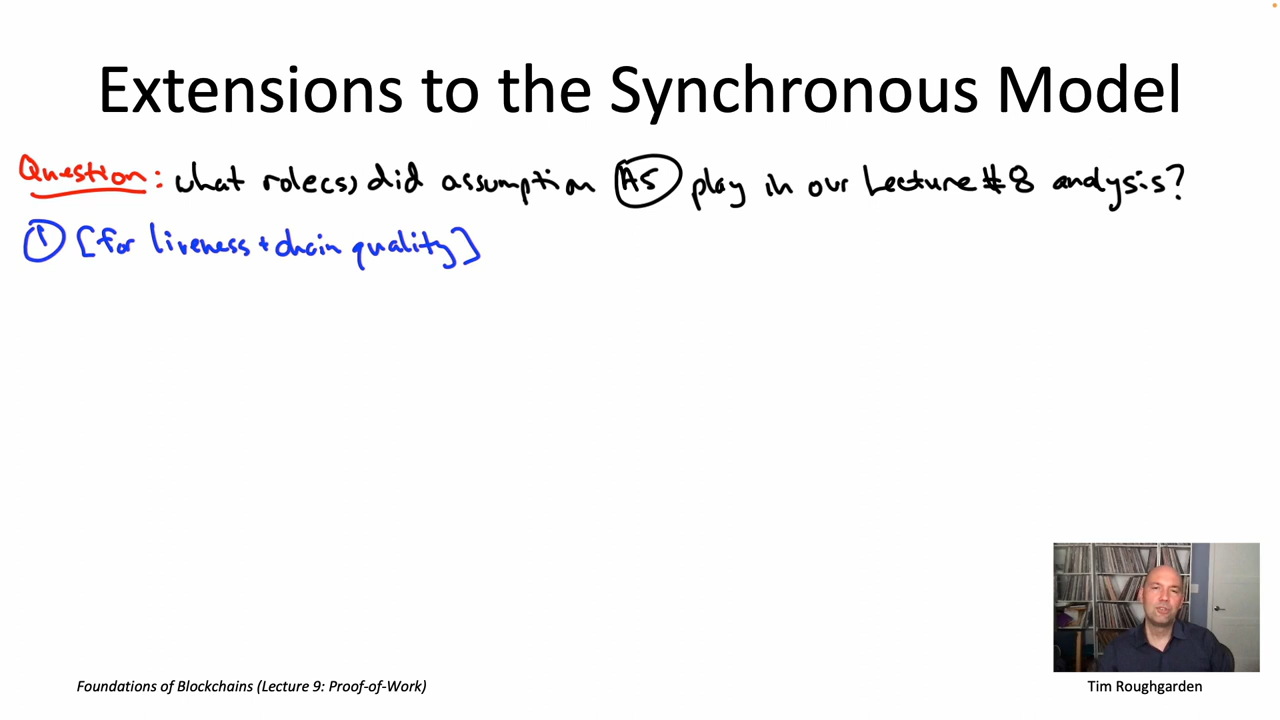 Extensions to the Synchronous Model
Question: what role(s) did assumption A5 play in our Lecture #8 analysis?
① [for liveness + chain quality]
Foundations of Blockchains (Lecture 9: Proof-of-Work)
Tim Roughgarden